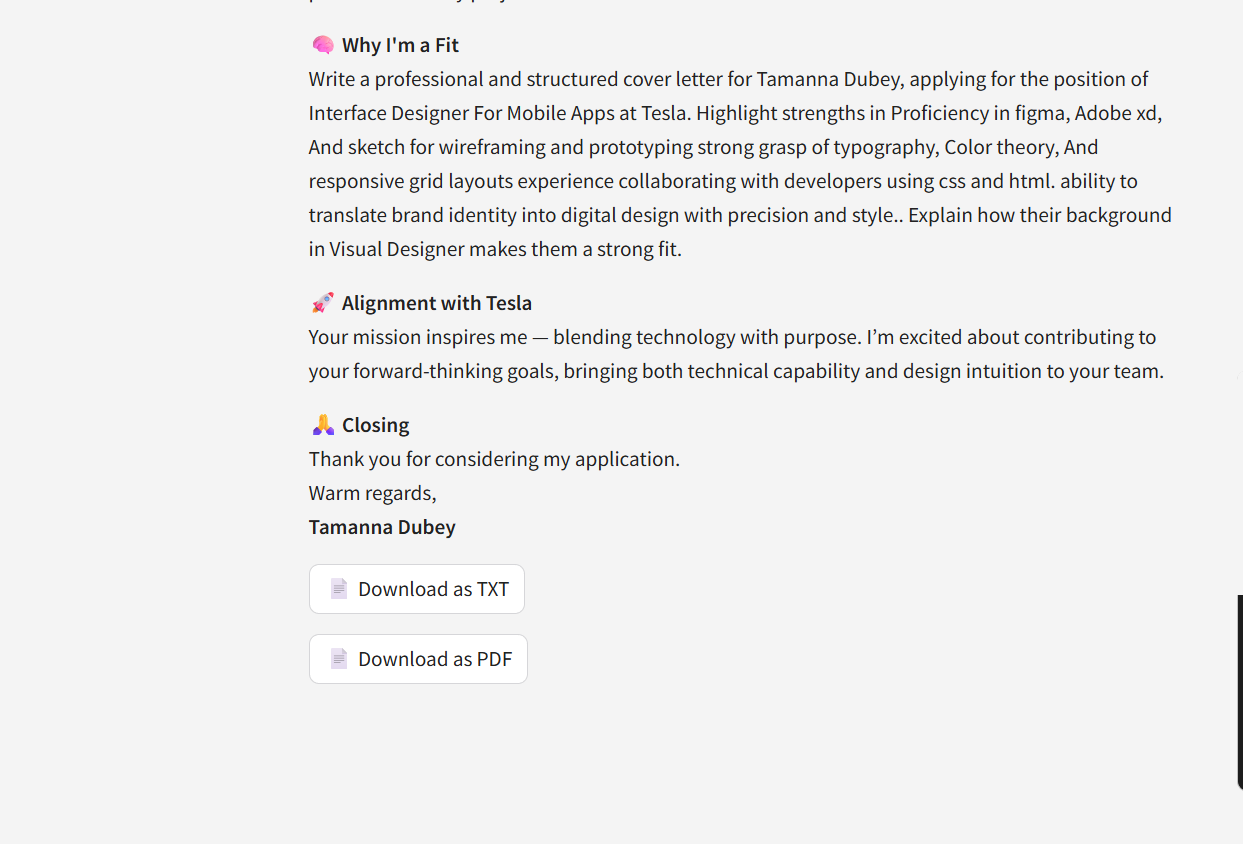 🧠 Why I'm a Fit
Write a professional and structured cover letter for Tamanna Dubey, applying for the position of
Interface Designer For Mobile Apps at Tesla. Highlight strengths in Proficiency in figma, Adobe xd,
And sketch for wireframing and prototyping strong grasp of typography, Color theory, And
responsive grid layouts experience collaborating with developers using css and html. ability to
translate brand identity into digital design with precision and style.. Explain how their background
in Visual Designer makes them a strong fit.
🚀 Alignment with Tesla
Your mission inspires me — blending technology with purpose. I’m excited about contributing to
your forward-thinking goals, bringing both technical capability and design intuition to your team.
🙏 Closing
Thank you for considering my application.
Warm regards,
Tamanna Dubey
📄 Download as TXT
📄 Download as PDF